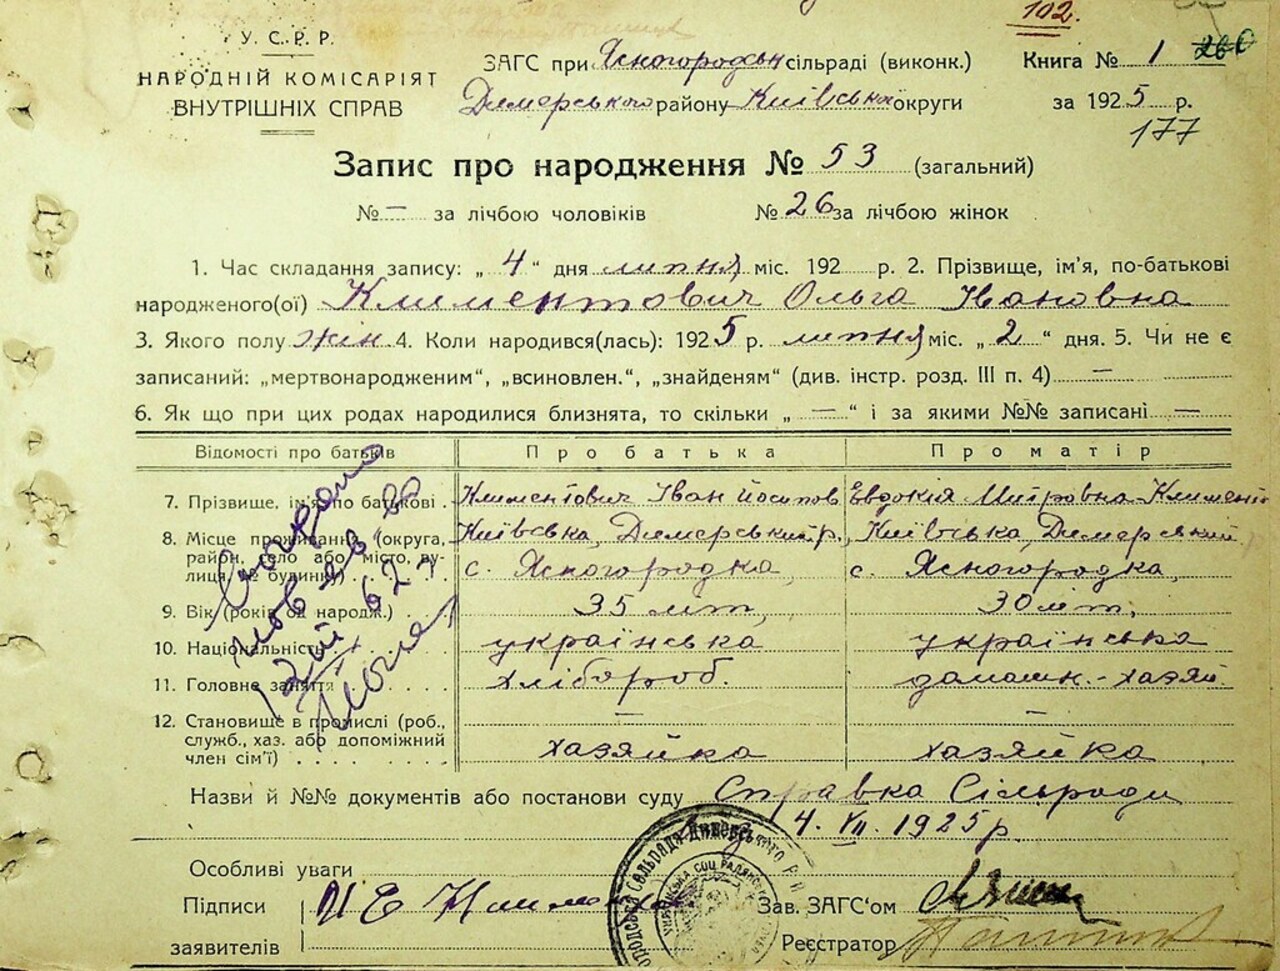 102.
У. С. Р. Р.
НАРОДНІЙ КОМІСАРІЯТ
ВНУТРІШНІХ СПРАВ
ЗАГС при Ясногородськ сільраді (виконк.)
Димерського району Київської округи
Книга № 1 260
за 1925 р.
177
Запис про народження № 53 (загальний)
№ — за лічбою чоловіків № 26 за лічбою жінок
1. Час складання запису: „ 4 “ дня липня міс. 192 р. 2. Прізвище, ім'я, по-батькові
народженого(ої) Климентович Ольга Івановна
3. Якого полу жін. 4. Коли народився(лась): 1925 р. липня міс. „ 2 “ дня. 5. Чи не є
записаний: „мертвонародженим“, „всиновлен.“, „знайденям“ (див. інстр. розд. III п. 4) —
6. Як що при цих родах народилися близнята, то скільки „ — “ і за якими №№ записані —
Відомості про батьків Про батька Про матір
7. Прізвище, ім'я по батькові . Климентович Іван Йосипов Евдокія Митровна Клименто
8. Місце проживання (округа, район, село або місто, вулиця, № будинку) Київська, Димерський р., с. Ясногородка, Київська, Димерський с. Ясногородка,
9. Вік (років од народж.) 35 літ, 30 літ,
10. Національність українська українська
11. Головне заняття хлібороб. домашн.-хазяй.
12. Становище в промислі (роб., служб., хаз. або допоміжний член сім'ї) — хазяйка — хазяйка
Назви й №№ документів або постанови суду Справка Сільради
4. VII. 1925 р.
Особливі уваги
Підписи
заявителів
Зав. ЗАГС'ом
Реєстратор